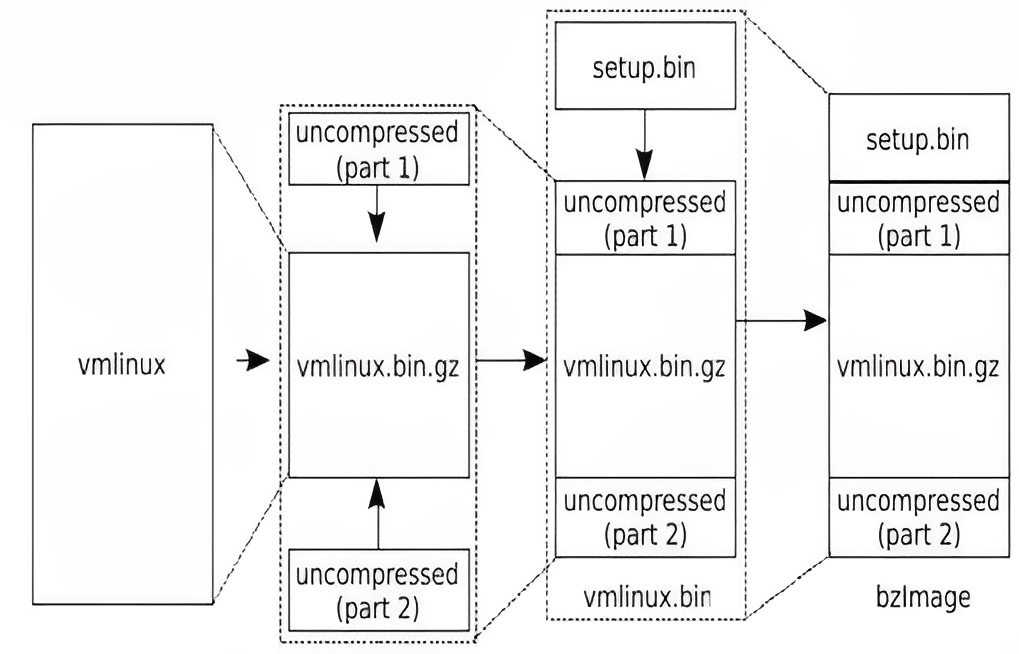 vmlinux
uncompressed
(part 1)
vmlinux.bin.gz
uncompressed
(part 2)
setup.bin
uncompressed
(part 1)
vmlinux.bin.gz
uncompressed
(part 2)
vmlinux.bin
setup.bin
uncompressed
(part 1)
vmlinux.bin.gz
uncompressed
(part 2)
bzImage